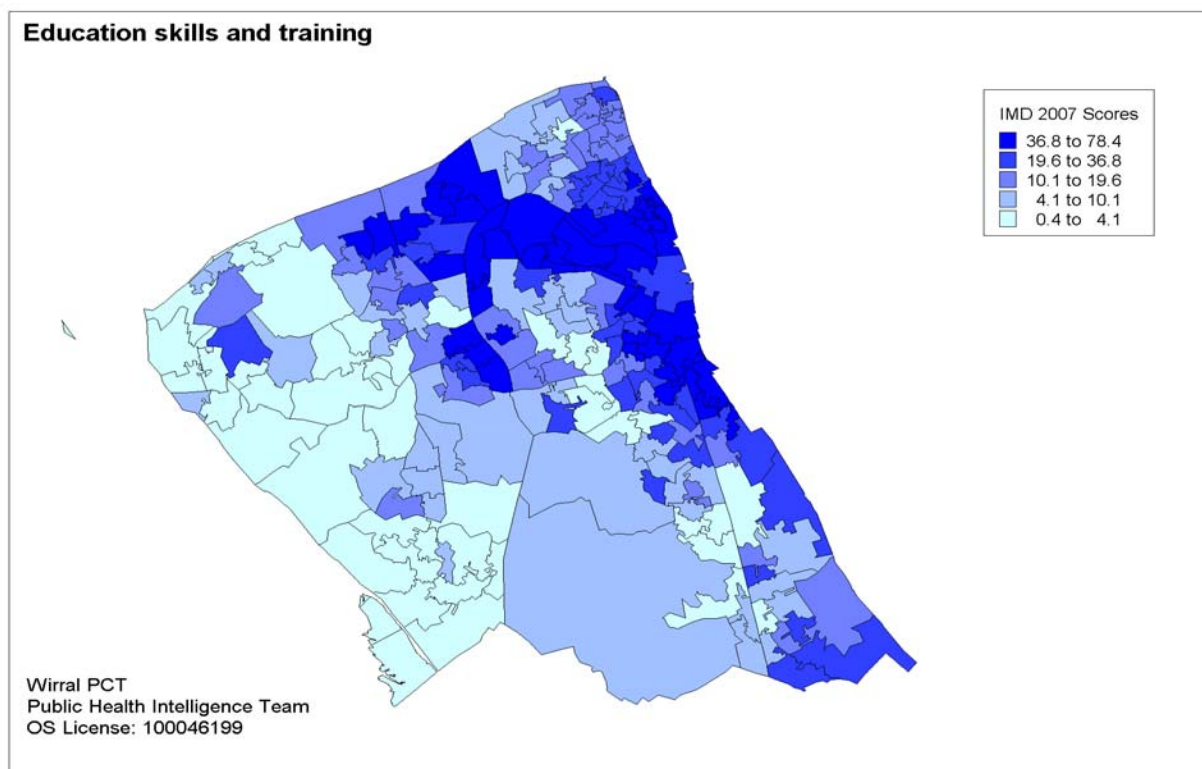 Education skills and training
IMD 2007 Scores
36.8 to 78.4
19.6 to 36.8
10.1 to 19.6
4.1 to 10.1
0.4 to 4.1
Wirral PCT
Public Health Intelligence Team
OS License: 100046199